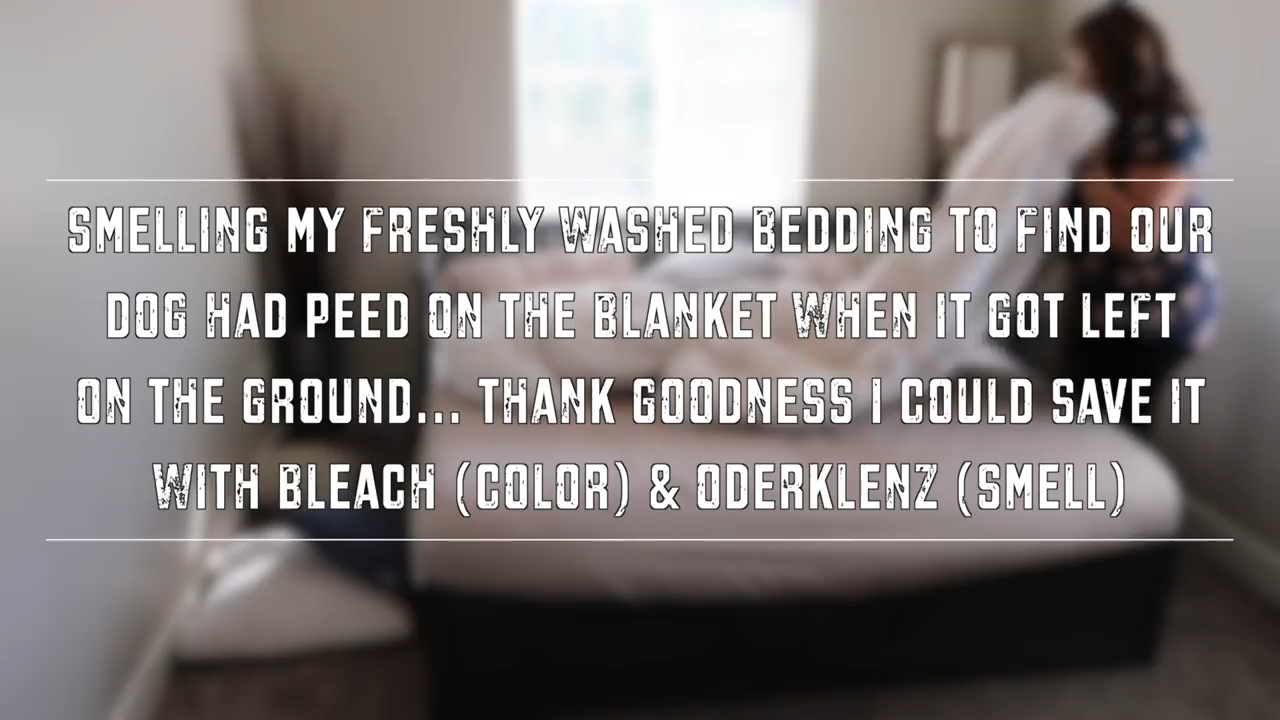 SMELLING MY FRESHLY WASHED BEDDING TO FIND OUR
DOG HAD PEED ON THE BLANKET WHEN IT GOT LEFT
ON THE GROUND... THANK GOODNESS I COULD SAVE IT
WITH BLEACH (COLOR) & ODERKLENZ (SMELL)